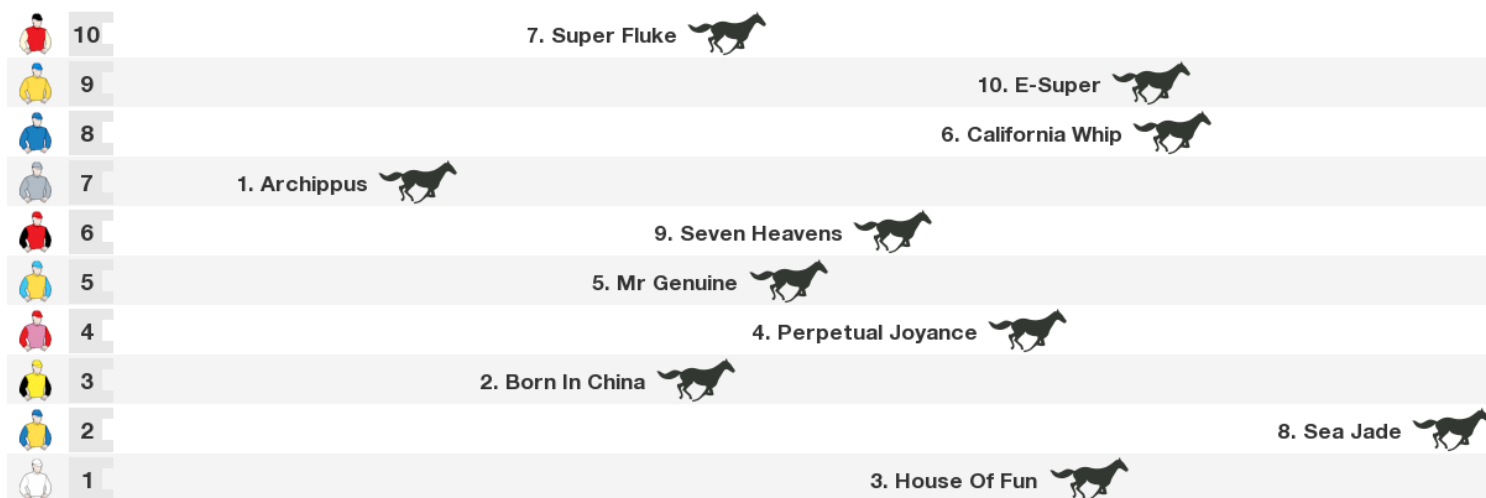 10 7. Super Fluke
9 10. E-Super
8 6. California Whip
7 1. Archippus
6 9. Seven Heavens
5 5. Mr Genuine
4 4. Perpetual Joyance
3 2. Born In China
2 8. Sea Jade
1 3. House Of Fun